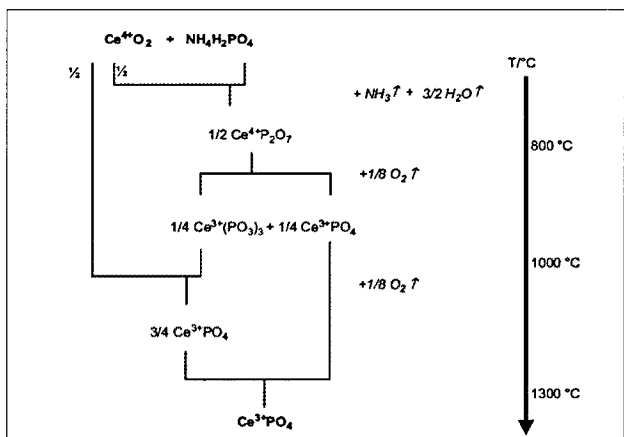 Ce⁴⁺O₂ + NH₄H₂PO₄
T/°C
½ ½
+ NH₃↑ + 3/2 H₂O↑
1/2 Ce⁴⁺P₂O₇
800 °C
+1/8 O₂↑
1/4 Ce³⁺(PO₃)₃ + 1/4 Ce³⁺PO₄
1000 °C
+1/8 O₂↑
3/4 Ce³⁺PO₄
1300 °C
Ce³⁺PO₄